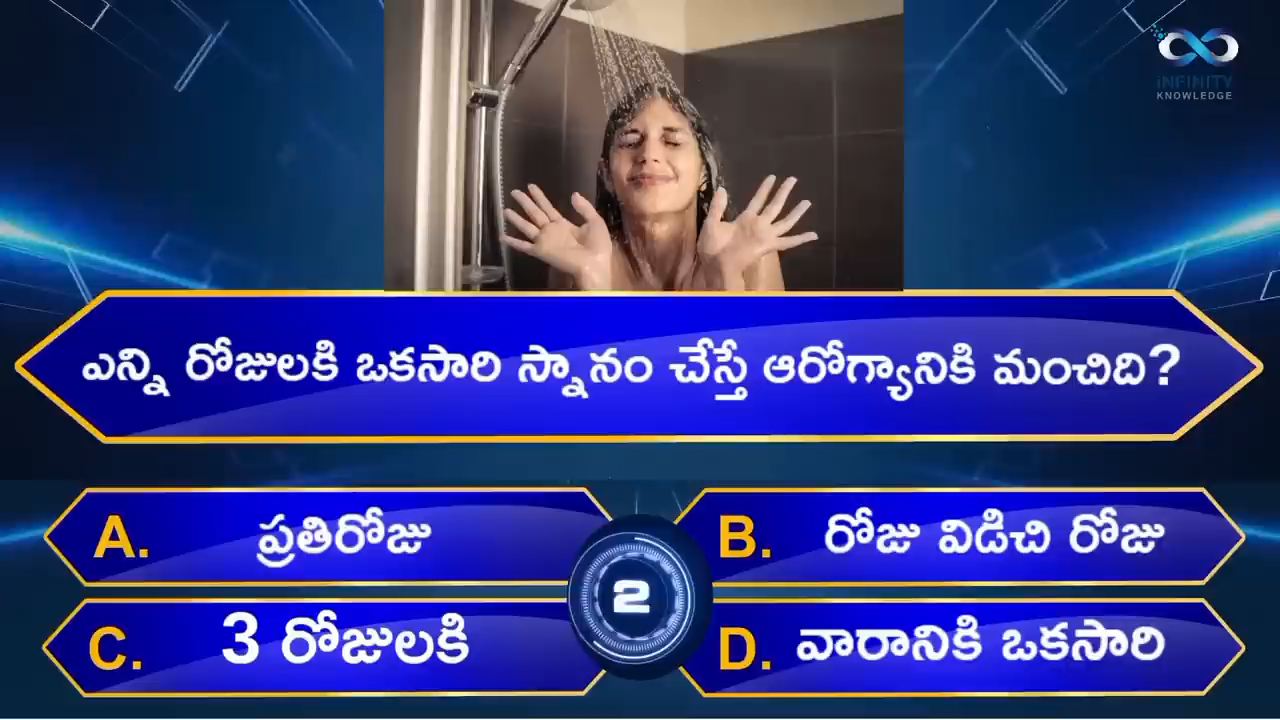 INFINITY
KNOWLEDGE
ఎన్ని రోజులకి ఒకసారి స్నానం చేస్తే ఆరోగ్యానికి మంచిది?
A. ప్రతిరోజు
B. రోజు విడిచి రోజు
2
C. 3 రోజులకి
D. వారానికి ఒకసారి